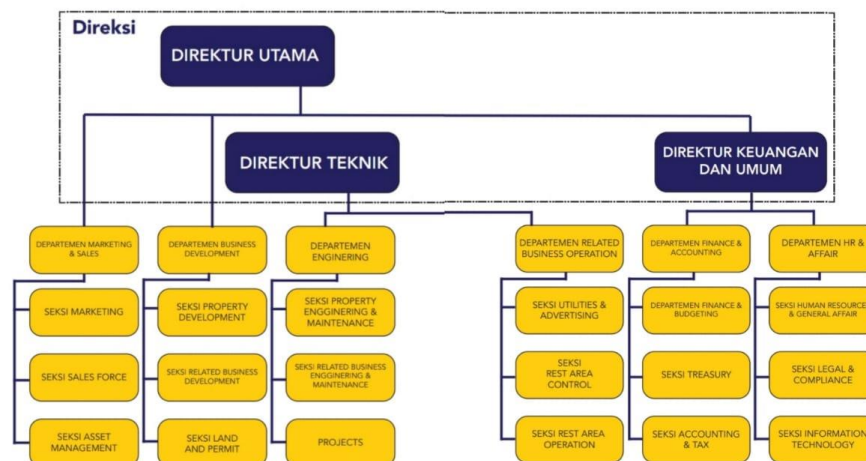 Direksi
DIREKTUR UTAMA
DIREKTUR TEKNIK
DIREKTUR KEUANGAN
DAN UMUM
DEPARTEMEN MARKETING
& SALES
DEPARTEMEN BUSINESS
DEVELOPMENT
DEPARTEMEN
ENGINERING
DEPARTEMEN RELATED
BUSINESS OPERATION
DEPARTEMEN FINANCE &
ACCOUNTING
DEPARTEMEN HR &
AFFAIR
SEKSI MARKETING
SEKSI PROPERTY
DEVELOPMENT
SEKSI PROPERTY
ENGGINERING &
MAINTENANCE
SEKSI UTILITIES &
ADVERTISING
DEPARTEMEN FINANCE &
BUDGETING
SEKSI HUMAN RESOURCE
& GENERAL AFFAIR
SEKSI SALES FORCE
SEKSI RELATED BUSINESS
DEVELOPMENT
SEKSI RELATED BUSINESS
ENGGINERING &
MAINTENANCE
SEKSI
REST AREA
CONTROL
SEKSI TREASURY
SEKSI LEGAL &
COMPLIANCE
SEKSI ASSET
MANAGEMENT
SEKSI LAND
AND PERMIT
PROJECTS
SEKSI REST AREA
OPERATION
SEKSI ACCOUNTING
& TAX
SEKSI INFORMATION
TECHNOLOGY